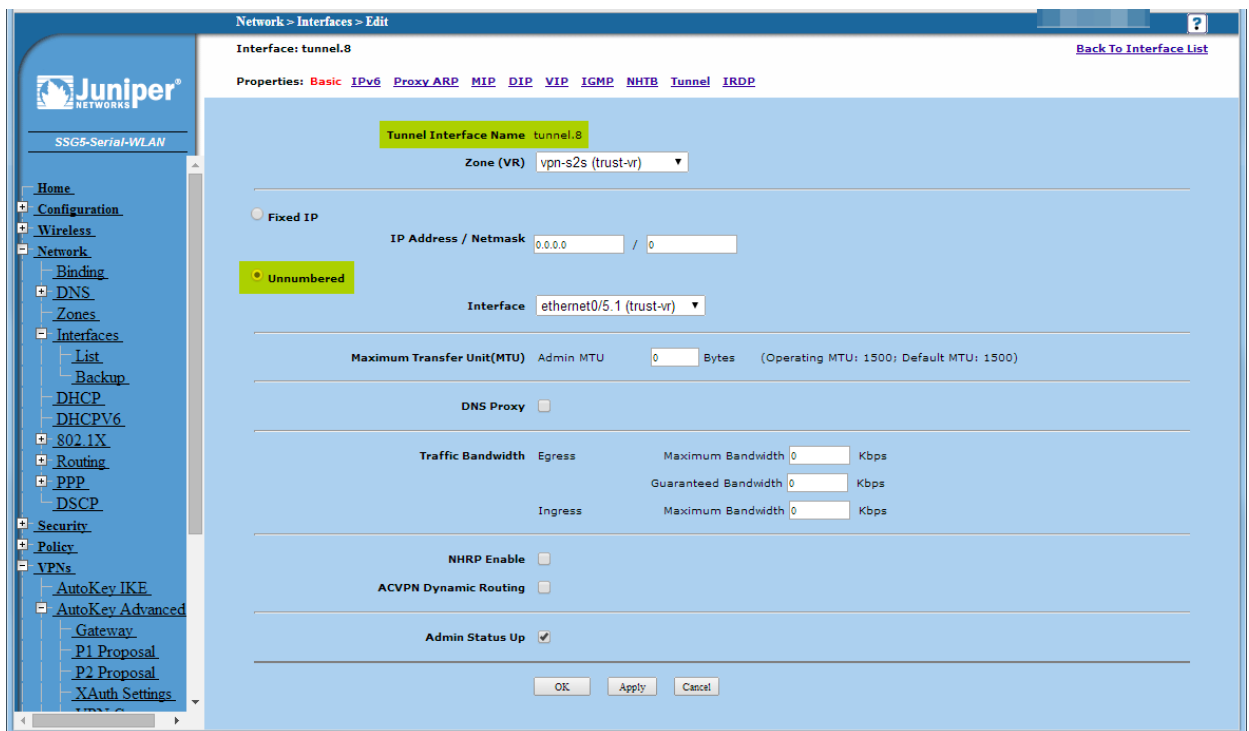 Network > Interfaces > Edit
?
Interface: tunnel.8
Back To Interface List
Properties: Basic IPv6 Proxy ARP MIP DIP VIP IGMP NHTB Tunnel IRDP
Juniper®
NETWORKS
SSG5-Serial-WLAN
Home
Configuration
Wireless
Network
Binding
DNS
Zones
Interfaces
List
Backup
DHCP
DHCPV6
802.1X
Routing
PPP
DSCP
Security
Policy
VPNs
AutoKey IKE
AutoKey Advanced
Gateway
P1 Proposal
P2 Proposal
XAuth Settings
Tunnel Interface Name tunnel.8
Zone (VR) vpn-s2s (trust-vr)
Fixed IP
IP Address / Netmask 0.0.0.0 / 0
Unnumbered
Interface ethernet0/5.1 (trust-vr)
Maximum Transfer Unit(MTU) Admin MTU 0 Bytes (Operating MTU: 1500; Default MTU: 1500)
DNS Proxy
Traffic Bandwidth Egress Maximum Bandwidth 0 Kbps
Guaranteed Bandwidth 0 Kbps
Ingress Maximum Bandwidth 0 Kbps
NHRP Enable
ACVPN Dynamic Routing
Admin Status Up
OK Apply Cancel